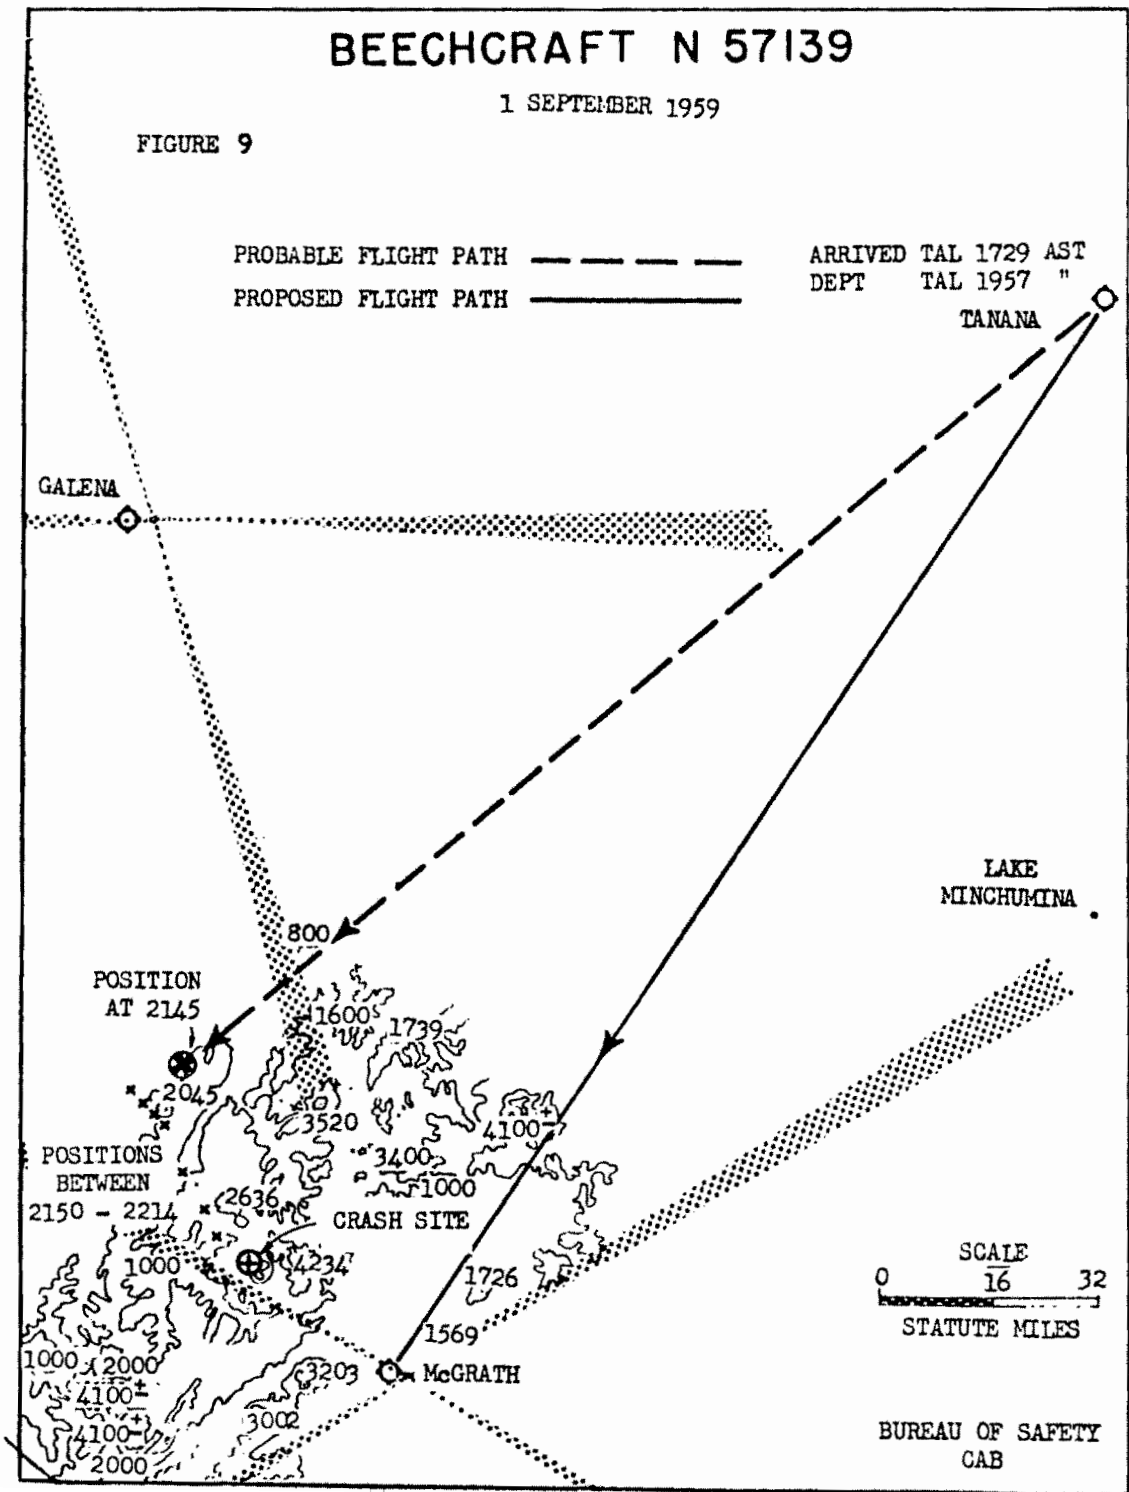 BEECHCRAFT N 57139
1 SEPTEMBER 1959
FIGURE 9
PROBABLE FLIGHT PATH
PROPOSED FLIGHT PATH
ARRIVED TAL 1729 AST
DEPT TAL 1957 "
TANANA
GALENA
LAKE
MINCHUMINA
800
POSITION
AT 2145
1600
1739
2045
3520
4100±
POSITIONS
BETWEEN
2150 - 2214
3400
1000
2636
CRASH SITE
1000
4234
1726
SCALE
0 16 32
STATUTE MILES
1569
1000
2000
3203
McGRATH
4100±
3002
4100±
2000
BUREAU OF SAFETY
CAB